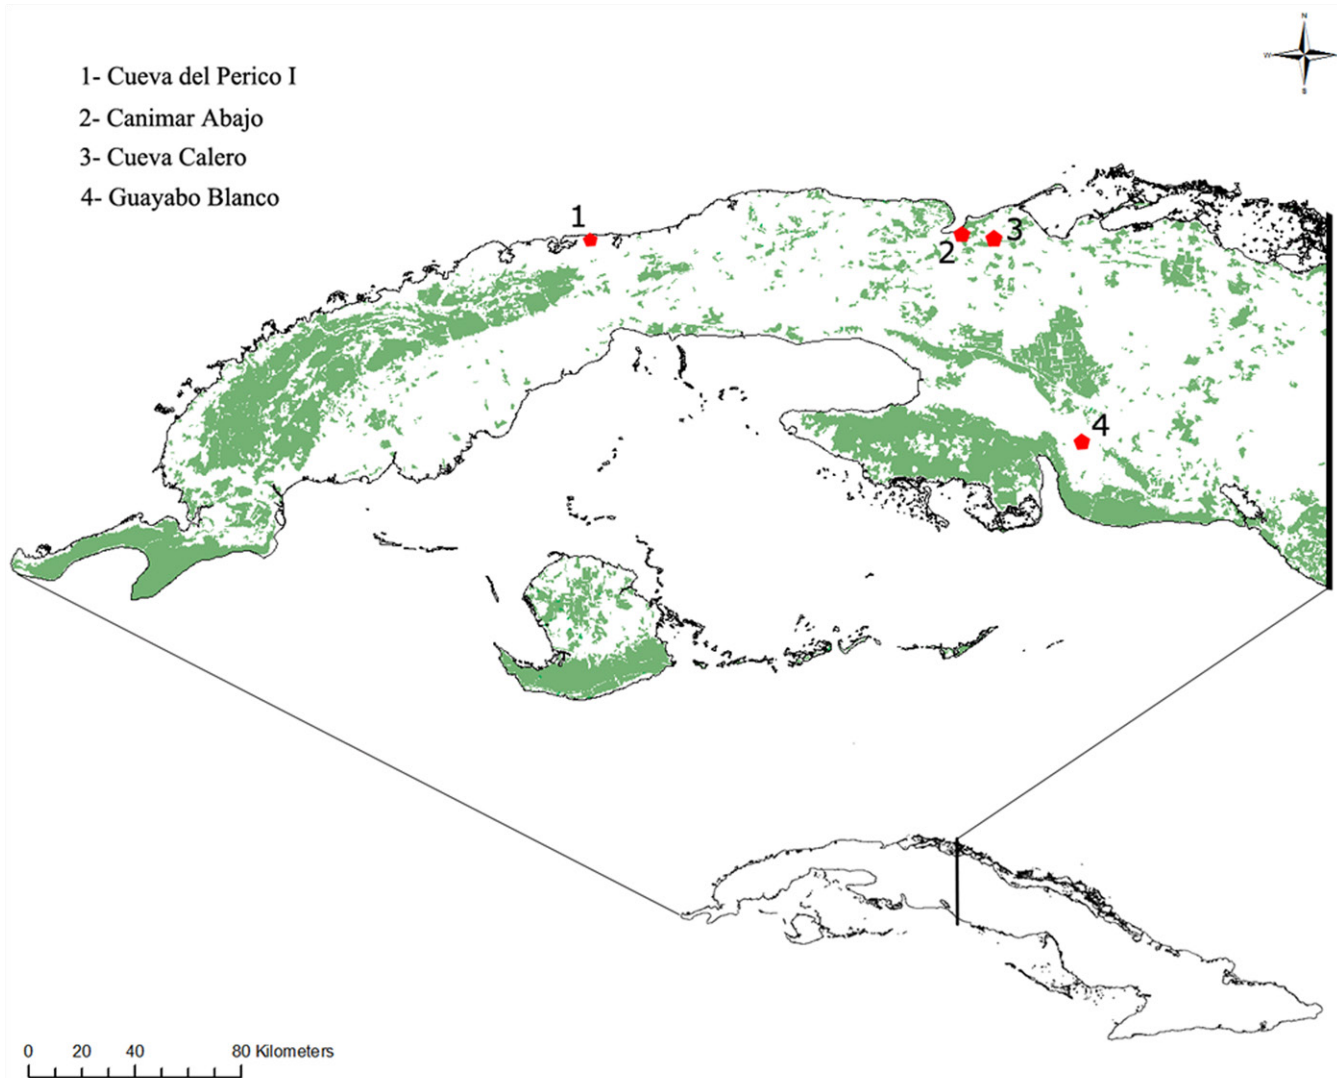 N
W
S
1- Cueva del Perico I
2- Canimar Abajo
3- Cueva Calero
4- Guayabo Blanco
1
2
3
4
0 20 40 80 Kilometers